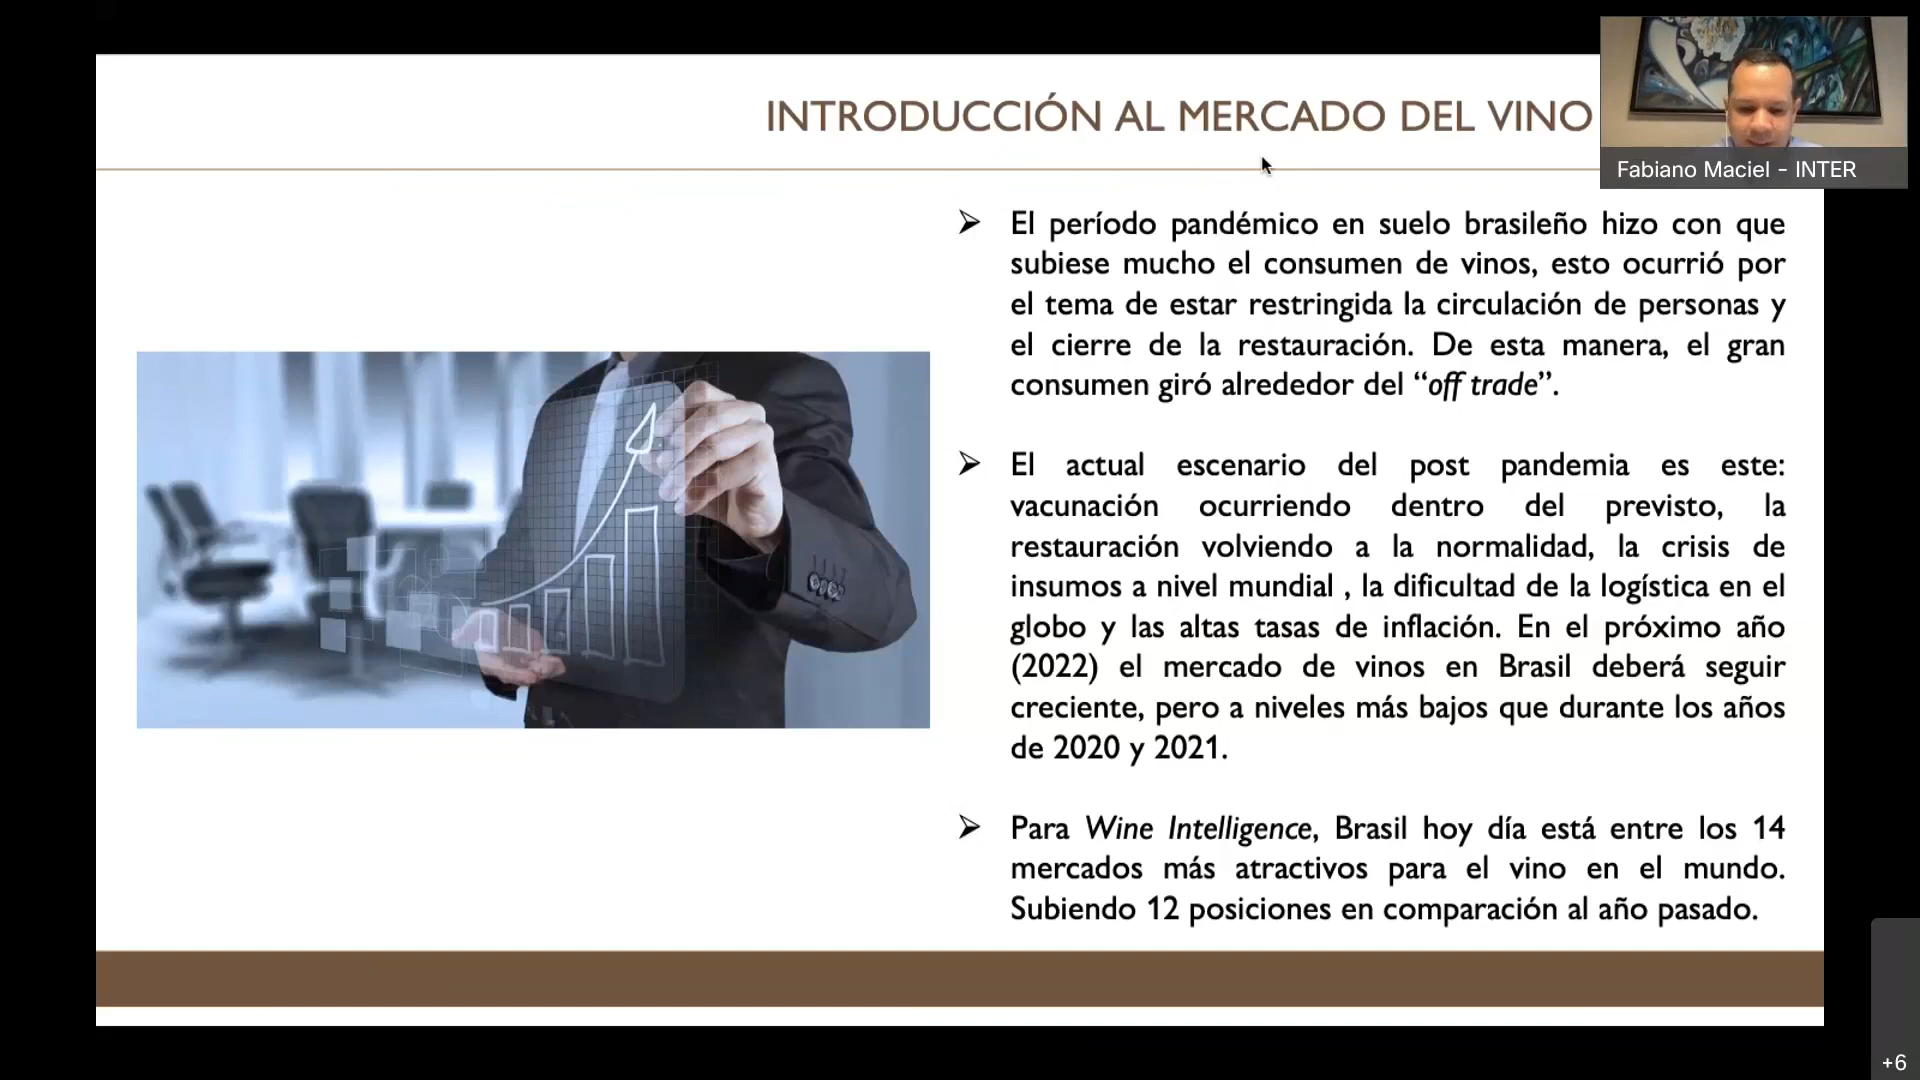 INTRODUCCIÓN AL MERCADO DEL VINO
Fabiano Maciel - INTER
➢ El período pandémico en suelo brasileño hizo con que
subiese mucho el consumen de vinos, esto ocurrió por
el tema de estar restringida la circulación de personas y
el cierre de la restauración. De esta manera, el gran
consumen giró alrededor del “off trade”.
➢ El actual escenario del post pandemia es este:
vacunación ocurriendo dentro del previsto, la
restauración volviendo a la normalidad, la crisis de
insumos a nivel mundial , la dificultad de la logística en el
globo y las altas tasas de inflación. En el próximo año
(2022) el mercado de vinos en Brasil deberá seguir
creciente, pero a niveles más bajos que durante los años
de 2020 y 2021.
➢ Para Wine Intelligence, Brasil hoy día está entre los 14
mercados más atractivos para el vino en el mundo.
Subiendo 12 posiciones en comparación al año pasado.
+6